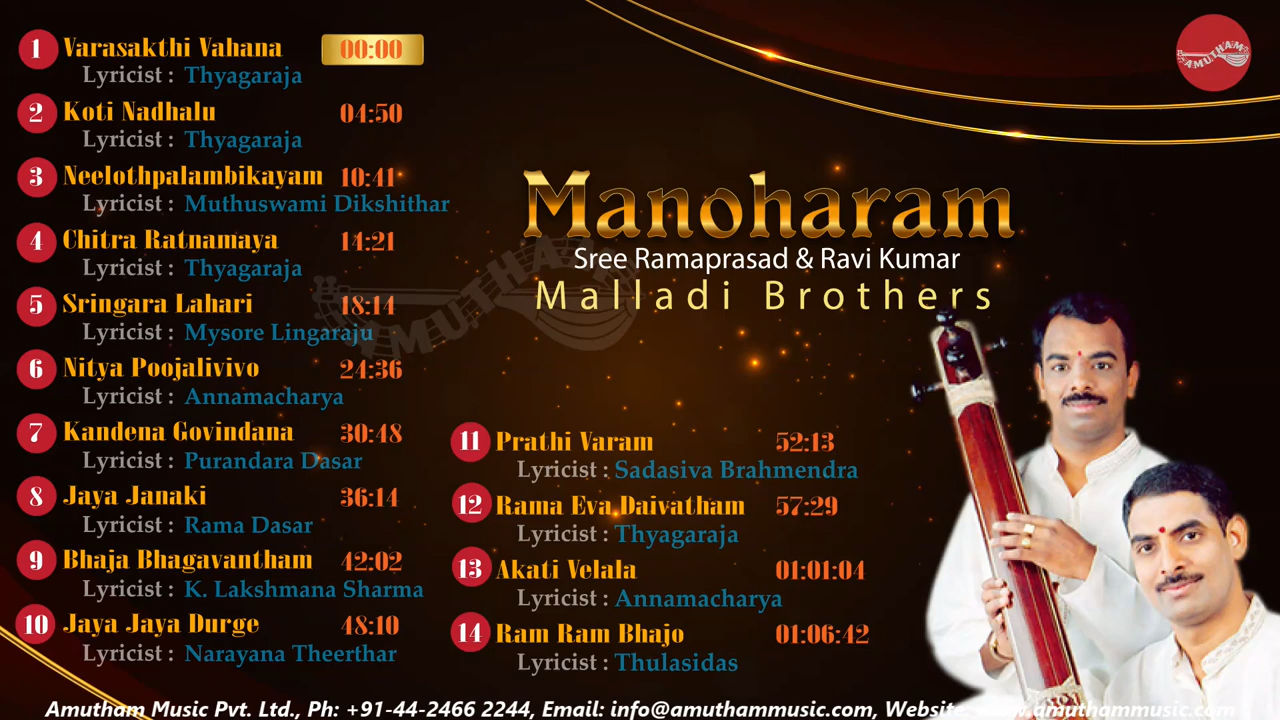 1 Varasakthi Vahana 00:00
Lyricist : Thyagaraja
2 Koti Nadhalu 04:50
Lyricist : Thyagaraja
3 Neelothpalambikayam 10:41
Lyricist : Muthuswami Dikshithar
4 Chitra Ratnamaya 14:21
Lyricist : Thyagaraja
5 Sringara Lahari 18:14
Lyricist : Mysore Lingaraju
6 Nitya Poojalivivo 24:36
Lyricist : Annamacharya
7 Kandena Govindana 30:48
Lyricist : Purandara Dasar
8 Jaya Janaki 36:14
Lyricist : Rama Dasar
9 Bhaja Bhagavantham 42:02
Lyricist : K. Lakshmana Sharma
10 Jaya Jaya Durge 48:10
Lyricist : Narayana Theerthar
AMUTHAM
Manoharam
Sree Ramaprasad & Ravi Kumar
Malladi Brothers
AMUTHAM
11 Prathi Varam 52:13
Lyricist : Sadasiva Brahmendra
12 Rama Eva Daivatham 57:29
Lyricist : Thyagaraja
13 Akati Velala 01:01:04
Lyricist : Annamacharya
14 Ram Ram Bhajo 01:06:42
Lyricist : Thulasidas
Amutham Music Pvt. Ltd., Ph: +91-44-2466 2244, Email: info@amuthammusic.com, Website: www.amuthammusic.com